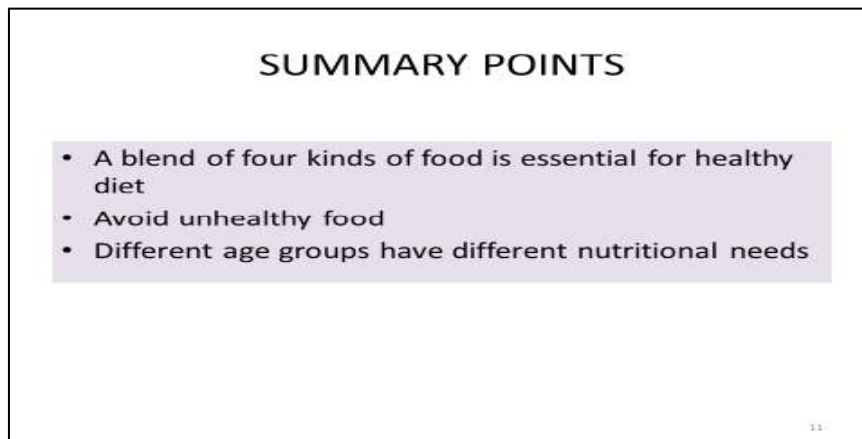 SUMMARY POINTS
• A blend of four kinds of food is essential for healthy
diet
• Avoid unhealthy food
• Different age groups have different nutritional needs
11